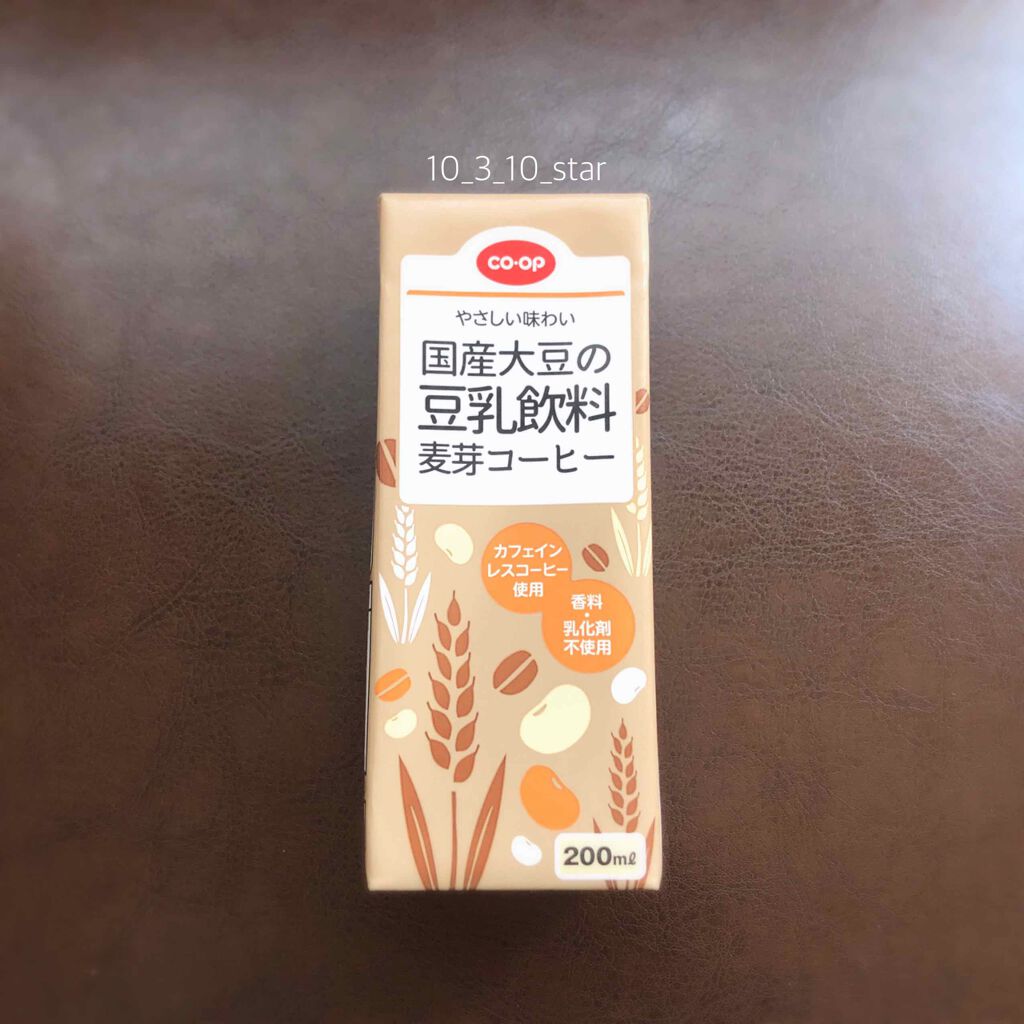 10_3_10_star
CO・OP
やさしい味わい
国産大豆の
豆乳飲料
麦芽コーヒー
カフェイン
レスコーヒー
使用
香料
・
乳化剤
不使用
200mℓ